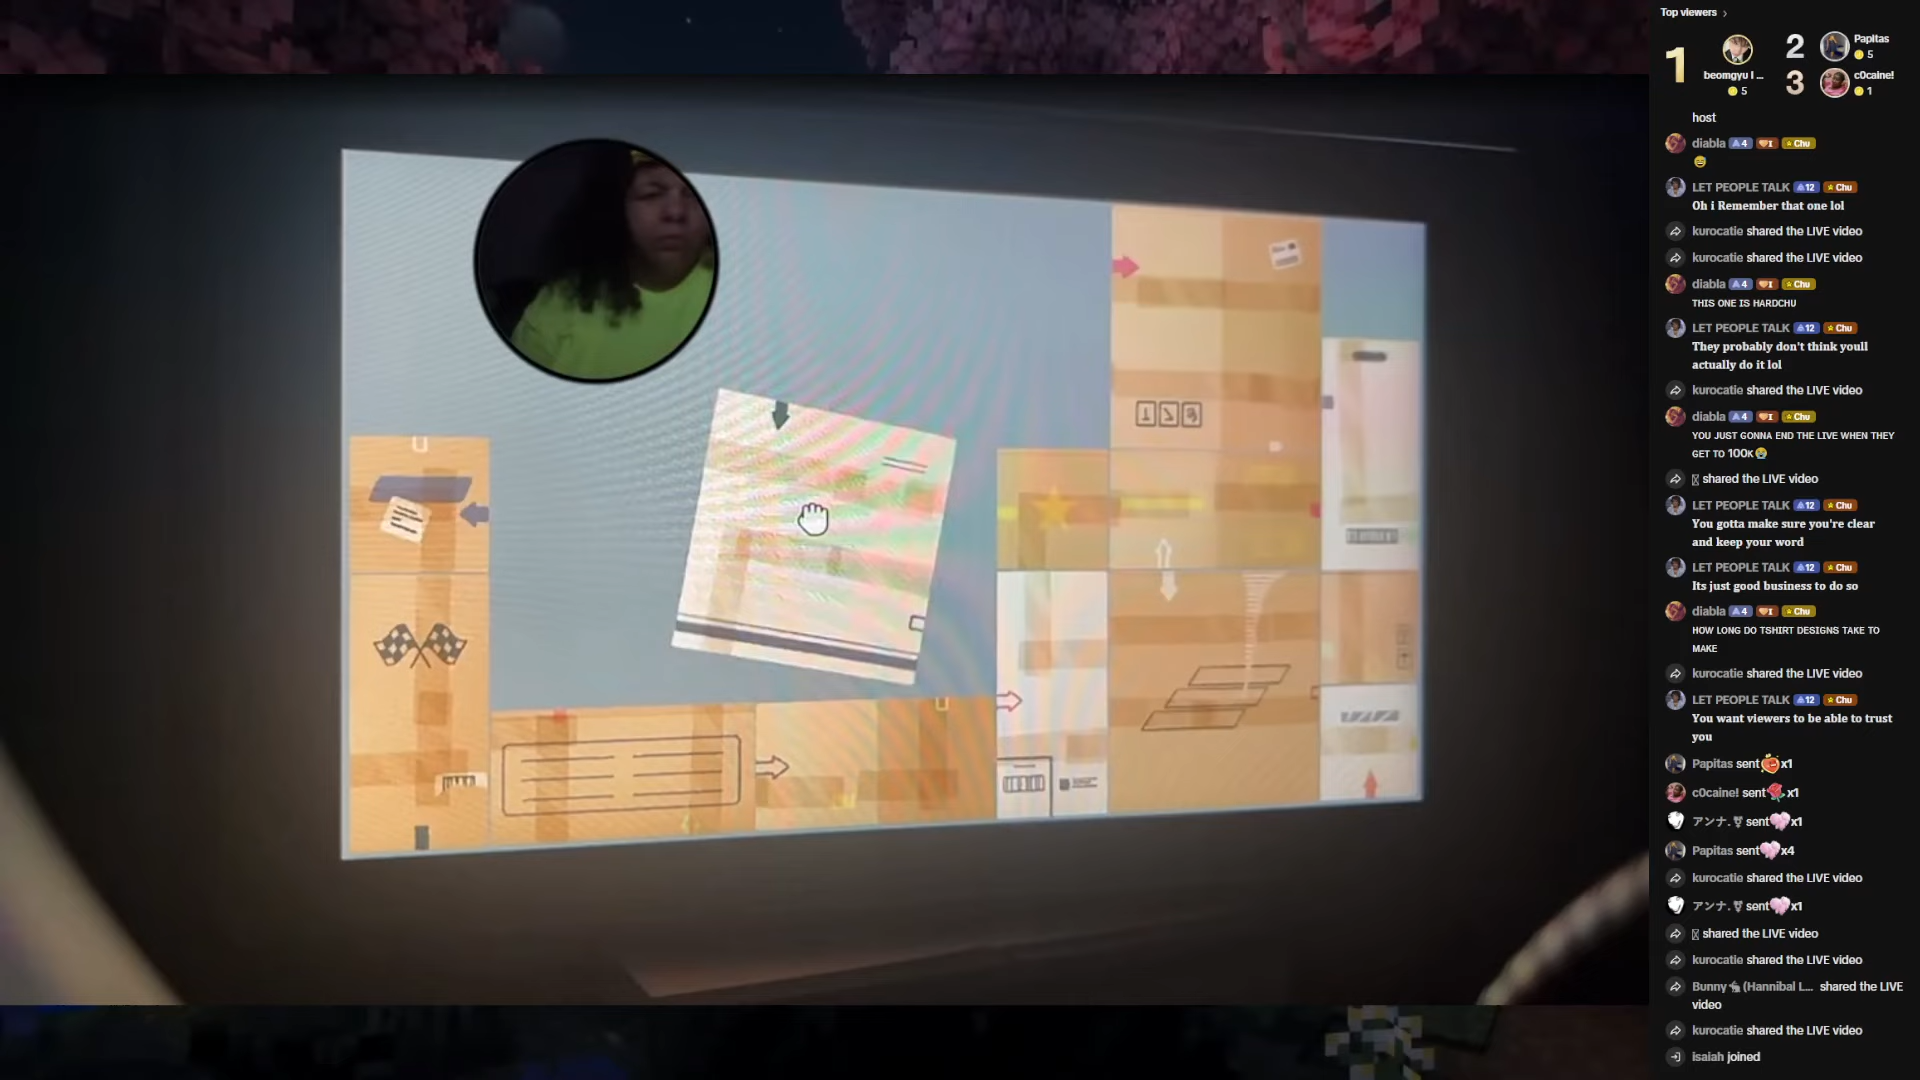 Top viewers
1
beomgyu l ...
5
2
Papitas
5
3
c0caine!
1
host
diabla 4 I Chu
LET PEOPLE TALK 12 Chu
Oh i Remember that one lol
kurocatie shared the LIVE video
kurocatie shared the LIVE video
diabla 4 I Chu
THIS ONE IS HARDCHU
LET PEOPLE TALK 12 Chu
They probably don't think youll
actually do it lol
kurocatie shared the LIVE video
diabla 4 I Chu
YOU JUST GONNA END THE LIVE WHEN THEY
GET TO 100K
shared the LIVE video
LET PEOPLE TALK 12 Chu
You gotta make sure you're clear
and keep your word
LET PEOPLE TALK 12 Chu
Its just good business to do so
diabla 4 I Chu
HOW LONG DO TSHIRT DESIGNS TAKE TO
MAKE
kurocatie shared the LIVE video
LET PEOPLE TALK 12 Chu
You want viewers to be able to trust
you
Papitas sent x1
c0caine! sent x1
アンナ. sent x1
Papitas sent x4
kurocatie shared the LIVE video
アンナ. sent x1
shared the LIVE video
kurocatie shared the LIVE video
Bunny (Hannibal L... shared the LIVE
video
kurocatie shared the LIVE video
isaiah joined